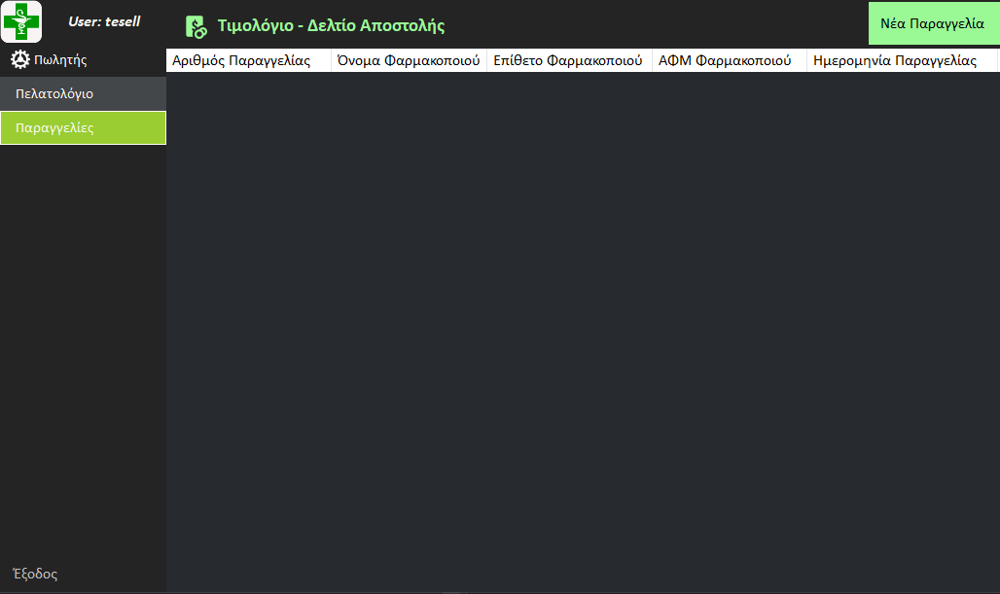 User: tesell
Τιμολόγιο - Δελτίο Αποστολής
Νέα Παραγγελία
Πωλητής
Πελατολόγιο
Παραγγελίες
Αριθμός Παραγγελίας Όνομα Φαρμακοποιού Επίθετο Φαρμακοποιού ΑΦΜ Φαρμακοποιού Ημερομηνία Παραγγελίας
Έξοδος